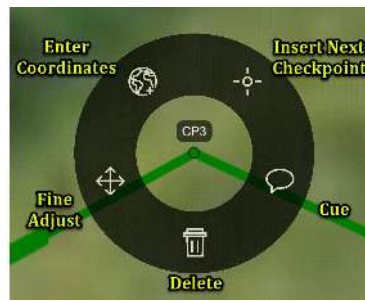 Enter
Coordinates
Insert Next
Checkpoint
CP3
Fine
Adjust
Cue
Delete